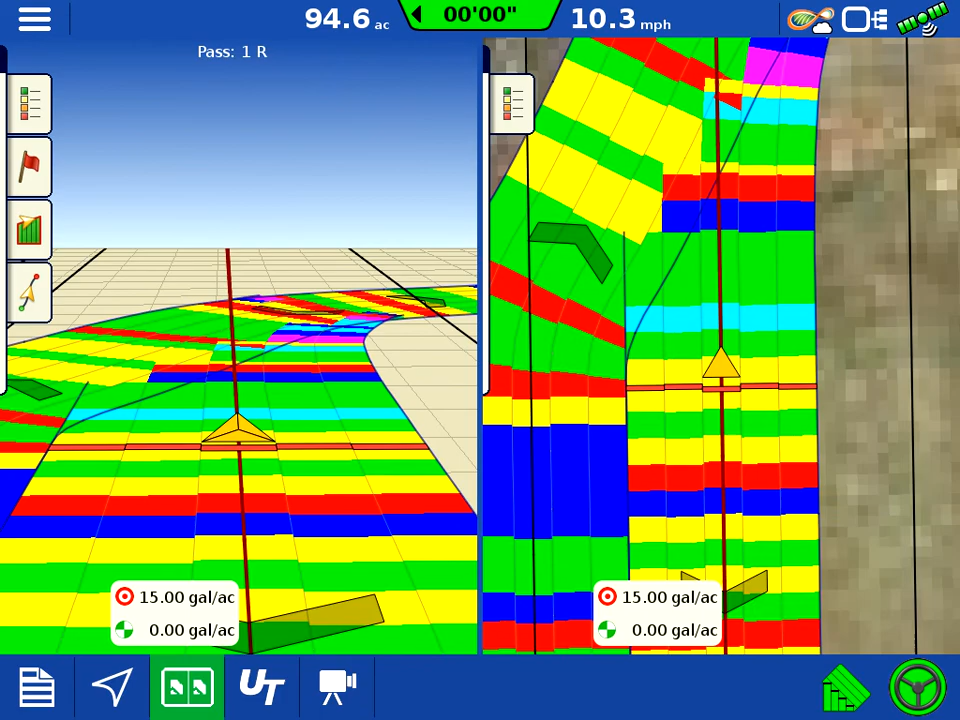 94.6 ac
00'00"
10.3 mph
Pass: 1 R
15.00 gal/ac
0.00 gal/ac
15.00 gal/ac
0.00 gal/ac
UT